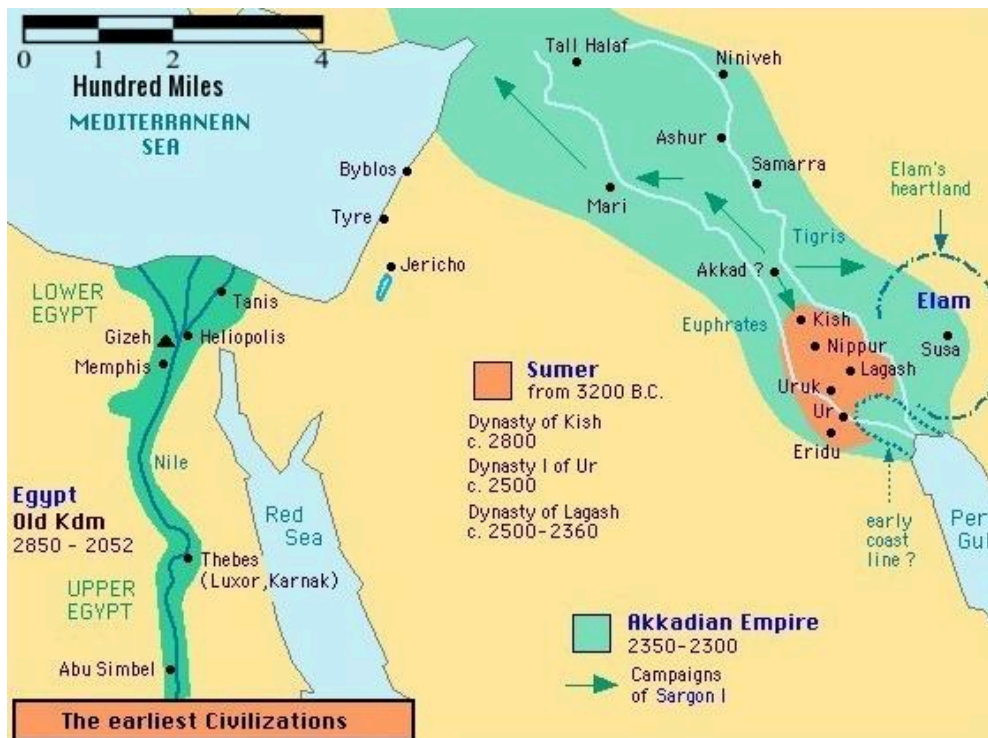 0 1 2 4
Hundred Miles
MEDITERRANEAN
SEA
Tall Halaf
Niniveh
Ashur
Samarra
Byblos
Mari
Tyre
Elam's
heartland
Tigris
Jericho
Akkad ?
LOWER
EGYPT
Tanis
Elam
Gizeh
Heliopolis
Euphrates
Kish
Memphis
Nippur
Susa
Sumer
from 3200 B.C.
Lagash
Uruk
Dynasty of Kish
c. 2800
Ur
Eridu
Nile
Dynasty I of Ur
c. 2500
Egypt
Old Kdm
2850 - 2052
Red
Sea
Dynasty of Lagash
c. 2500-2360
early
coast
line ?
Per
Gul
Thebes
(Luxor,Karnak)
UPPER
EGYPT
Akkadian Empire
2350-2300
Abu Simbel
Campaigns
of Sargon I
The earliest Civilizations